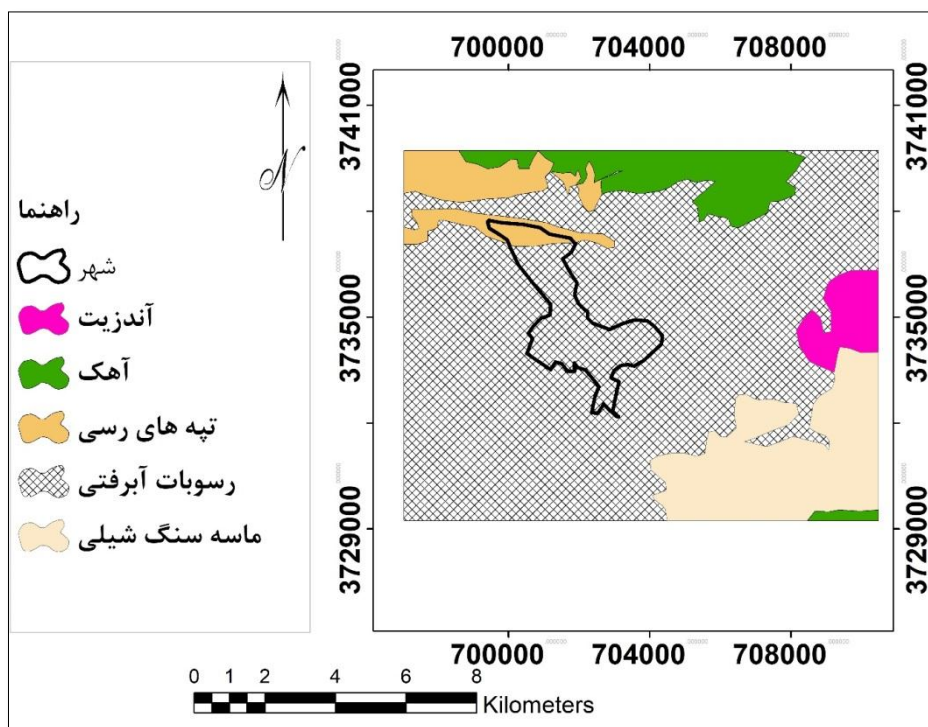 700000 704000 708000
3741000
3735000
3729000
3741000
3735000
3729000
700000 704000 708000
N
راهنما
شهر
آندزیت
آهک
تپه های رسی
رسوبات آبرفتی
ماسه سنگ شیلی
0 1 2 4 6 8
Kilometers